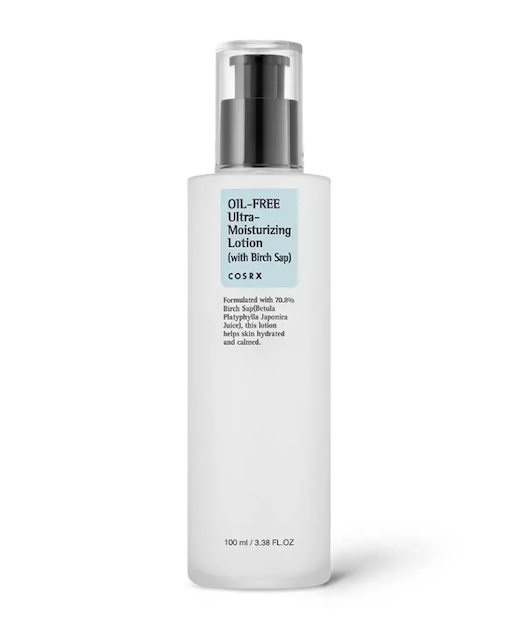 OIL-FREE
Ultra-
Moisturizing
Lotion
(with Birch Sap)
COSRX
Formulated with 70.8%
Birch Sap(Betula
Platyphylla Japonica
Juice), this lotion
helps skin hydrated
and calmed.
100 ml / 3.38 FL.OZ